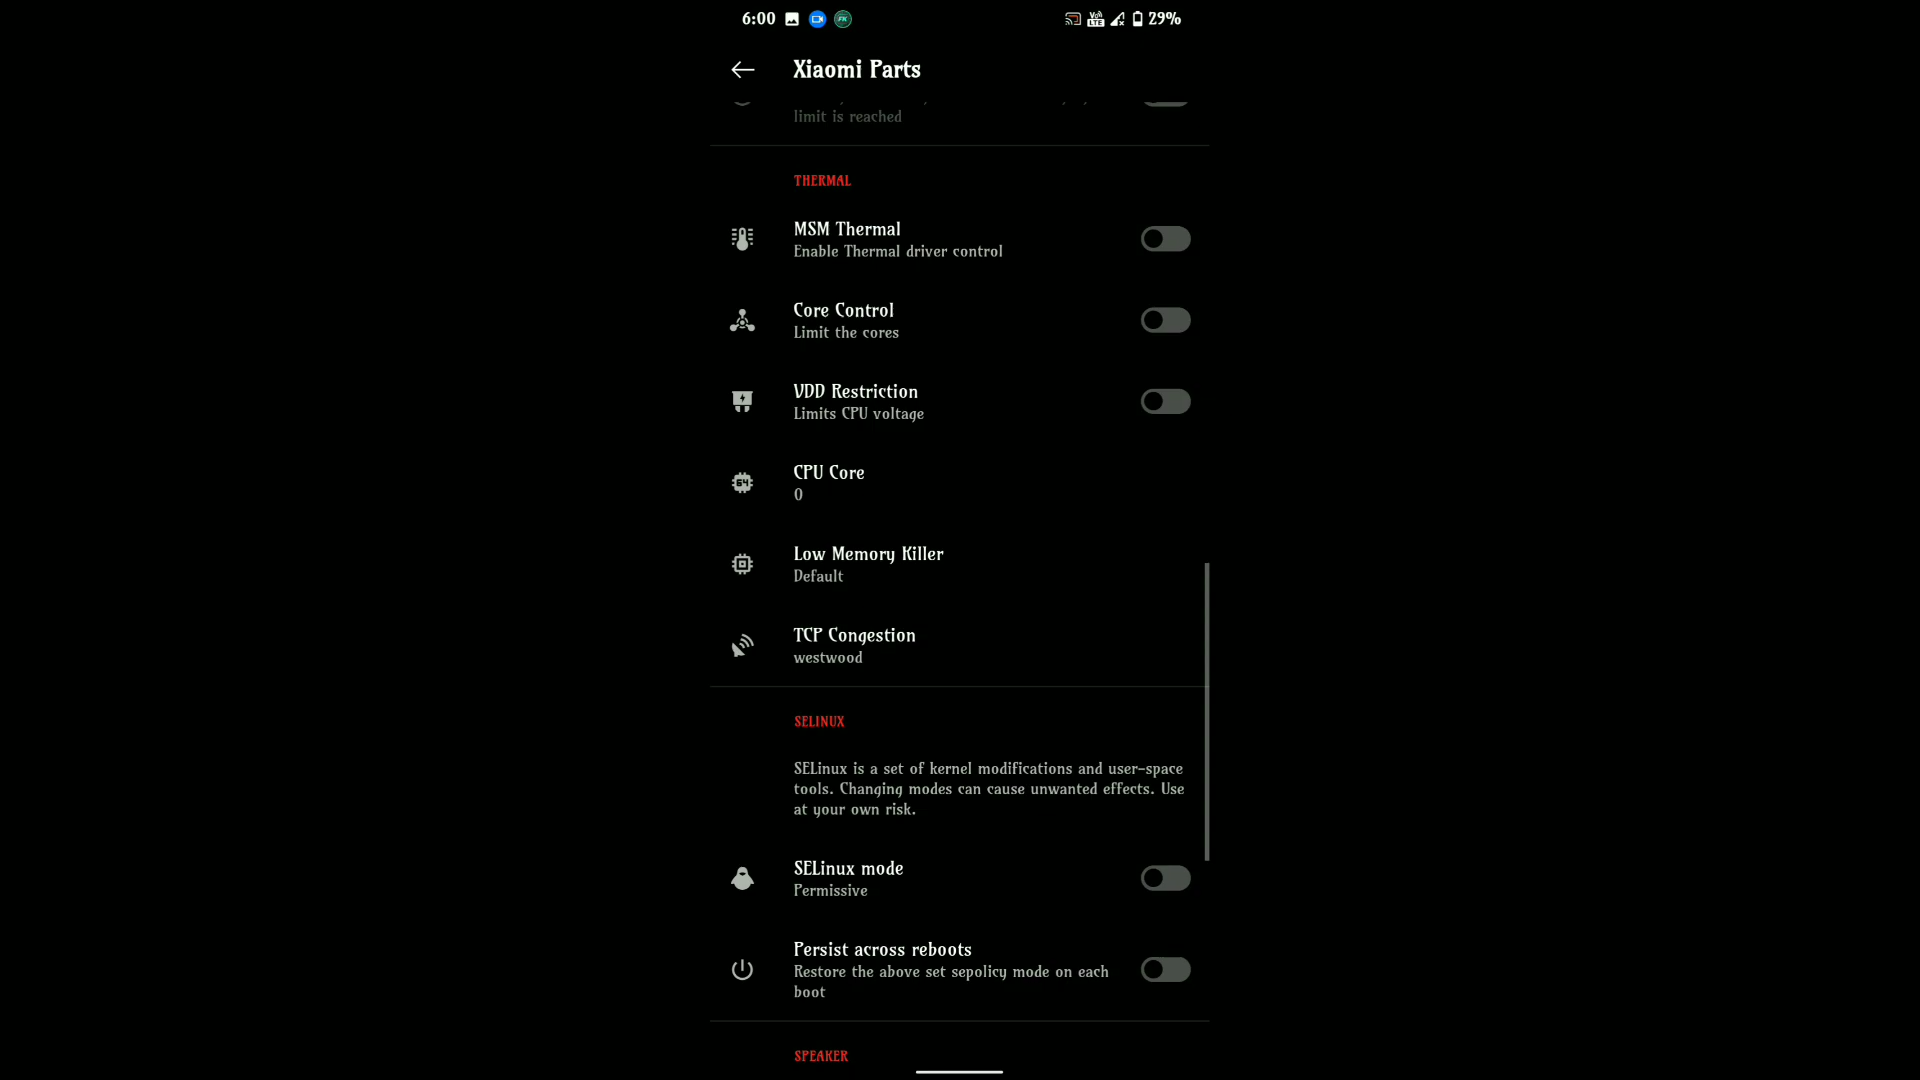 6:00
29%
Xiaomi Parts
limit is reached
THERMAL
MSM Thermal
Enable Thermal driver control
Core Control
Limit the cores
VDD Restriction
Limits CPU voltage
CPU Core
0
Low Memory Killer
Default
TCP Congestion
westwood
SELINUX
SELinux is a set of kernel modifications and user-space
tools. Changing modes can cause unwanted effects. Use
at your own risk.
SELinux mode
Permissive
Persist across reboots
Restore the above set sepolicy mode on each
boot
SPEAKER